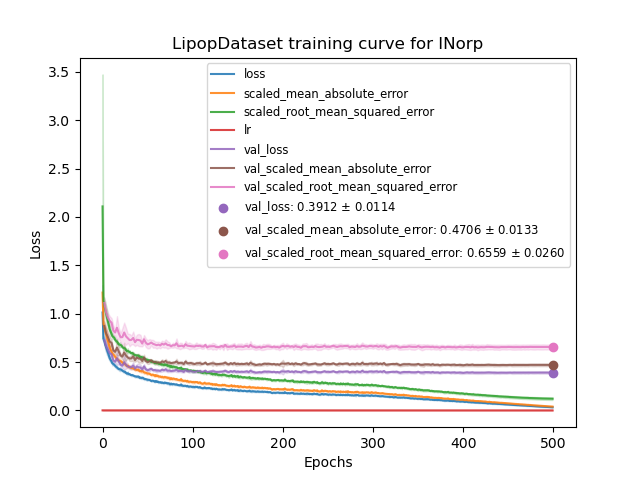 LipopDataset training curve for INorp
loss
scaled_mean_absolute_error
scaled_root_mean_squared_error
lr
val_loss
val_scaled_mean_absolute_error
val_scaled_root_mean_squared_error
val_loss: 0.3912 ± 0.0114
val_scaled_mean_absolute_error: 0.4706 ± 0.0133
val_scaled_root_mean_squared_error: 0.6559 ± 0.0260
Loss
3.5
3.0
2.5
2.0
1.5
1.0
0.5
0.0
0 100 200 300 400 500
Epochs